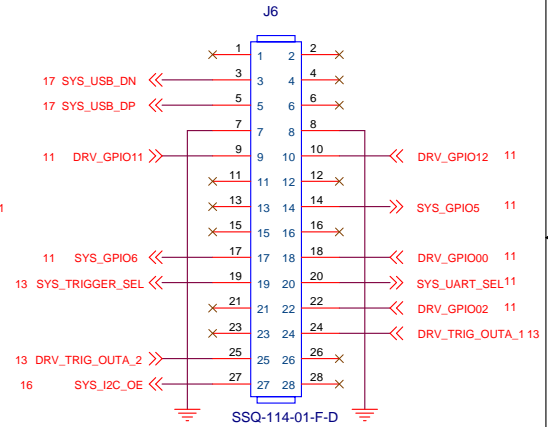 J6
1 1 2 2
17 SYS_USB_DN 3 3 4 4
17 SYS_USB_DP 5 5 6 6
7 7 8 8
11 DRV_GPIO11 9 9 10 10 DRV_GPIO12 11
11 11 12 12
1 13 13 14 14 SYS_GPIO5 11
15 15 16 16
11 SYS_GPIO6 17 17 18 18 DRV_GPIO00 11
13 SYS_TRIGGER_SEL 19 19 20 20 SYS_UART_SEL 11
21 21 22 22 DRV_GPIO02 11
23 23 24 24 DRV_TRIG_OUTA_1 13
13 DRV_TRIG_OUTA_2 25 25 26 26
16 SYS_I2C_OE 27 27 28 28
SSQ-114-01-F-D